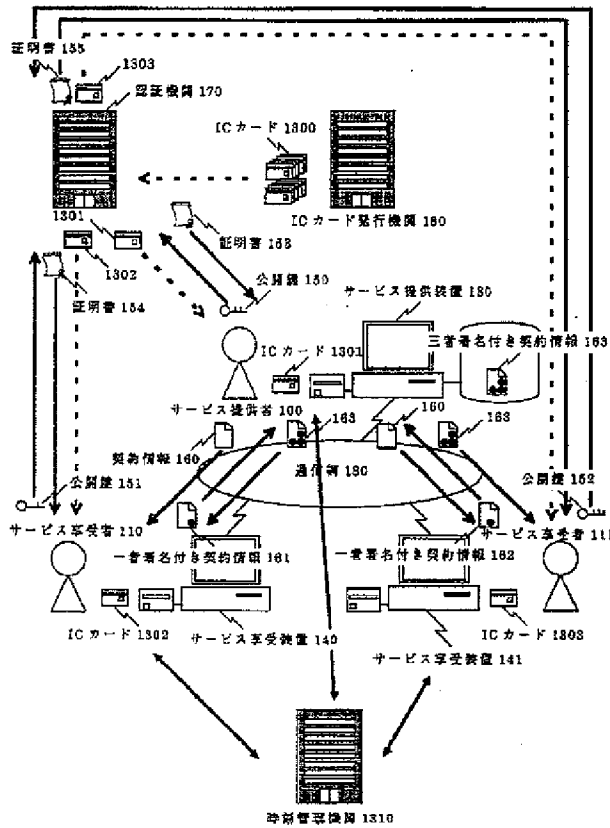 証明書 155
1303
認証機関 170
ICカード 1300
ICカード発行機関 180
1301
1302
証明書 154
証明書 153
公開鍵 150
サービス提供装置 130
三者署名付き契約情報 163
ICカード 1301
サービス提供者 100
163
160
163
契約情報 160
通信網 190
公開鍵 151
公開鍵 152
サービス享受者 110
サービス享受者 111
一者署名付き契約情報 161
一者署名付き契約情報 162
ICカード 1302
サービス享受装置 140
ICカード 1303
サービス享受装置 141
時刻管理機関 1310